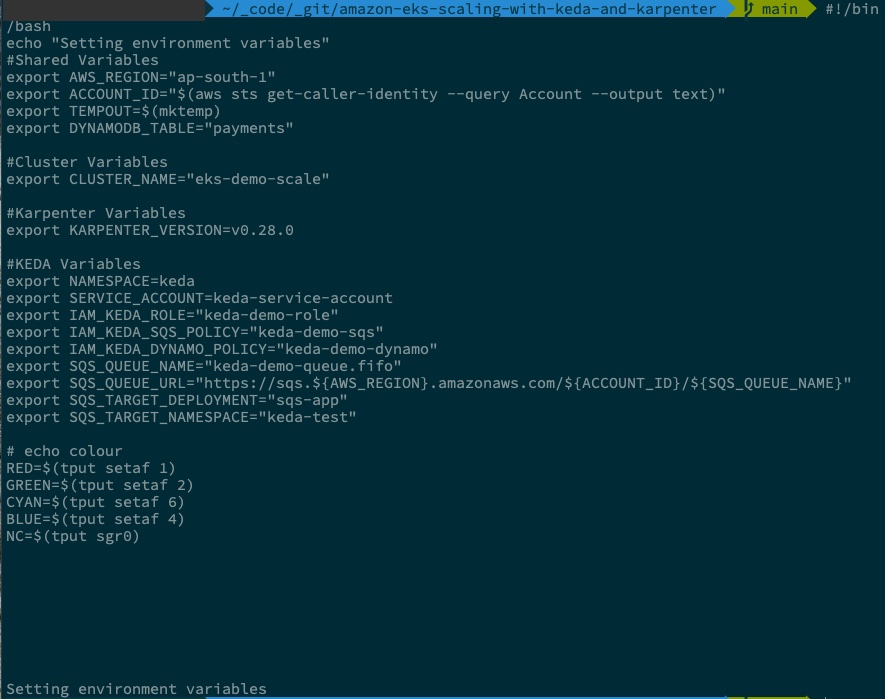 ~/_code/_git/amazon-eks-scaling-with-keda-and-karpenter main #!/bin
/bash
echo "Setting environment variables"
#Shared Variables
export AWS_REGION="ap-south-1"
export ACCOUNT_ID="$(aws sts get-caller-identity --query Account --output text)"
export TEMPOUT=$(mktemp)
export DYNAMODB_TABLE="payments"
#Cluster Variables
export CLUSTER_NAME="eks-demo-scale"
#Karpenter Variables
export KARPENTER_VERSION=v0.28.0
#KEDA Variables
export NAMESPACE=keda
export SERVICE_ACCOUNT=keda-service-account
export IAM_KEDA_ROLE="keda-demo-role"
export IAM_KEDA_SQS_POLICY="keda-demo-sqs"
export IAM_KEDA_DYNAMO_POLICY="keda-demo-dynamo"
export SQS_QUEUE_NAME="keda-demo-queue.fifo"
export SQS_QUEUE_URL="https://sqs.${AWS_REGION}.amazonaws.com/${ACCOUNT_ID}/${SQS_QUEUE_NAME}"
export SQS_TARGET_DEPLOYMENT="sqs-app"
export SQS_TARGET_NAMESPACE="keda-test"
# echo colour
RED=$(tput setaf 1)
GREEN=$(tput setaf 2)
CYAN=$(tput setaf 6)
BLUE=$(tput setaf 4)
NC=$(tput sgr0)
Setting environment variables